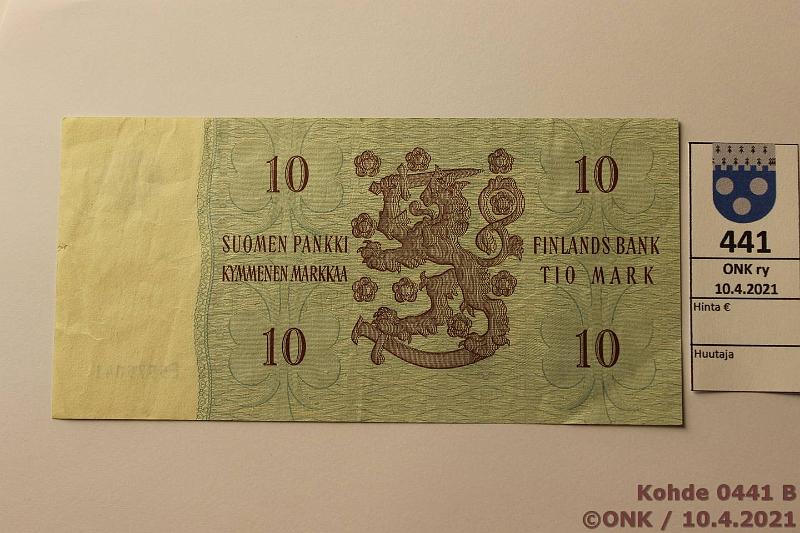 10
10
SUOMEN PANKKI
KYMMENEN MARKKAA
FINLANDS BANK
TIO MARK
10
10
441
ONK ry
10.4.2021
Hinta €
Huutaja
Kohde 0441 B
©ONK / 10.4.2021